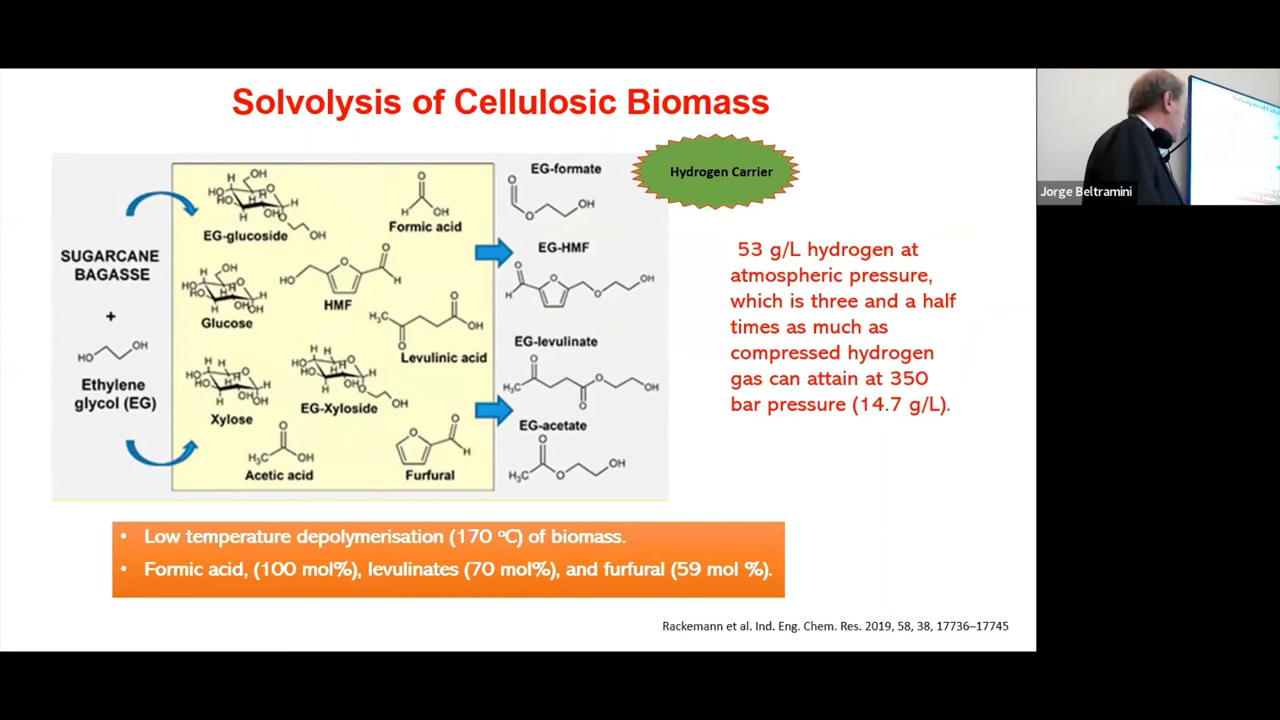 Solvolysis of Cellulosic Biomass
Hydrogen Carrier
SUGARCANE
BAGASSE
+
HO
OH
Ethylene
glycol (EG)
EG-glucoside
Formic acid
HMF
Glucose
Levulinic acid
EG-Xyloside
Xylose
Acetic acid
Furfural
EG-formate
EG-HMF
EG-levulinate
EG-acetate
53 g/L hydrogen at
atmospheric pressure,
which is three and a half
times as much as
compressed hydrogen
gas can attain at 350
bar pressure (14.7 g/L).
• Low temperature depolymerisation (170 °C) of biomass.
• Formic acid, (100 mol%), levulinates (70 mol%), and furfural (59 mol %).
Rackemann et al. Ind. Eng. Chem. Res. 2019, 58, 38, 17736–17745
Jorge Beltramini